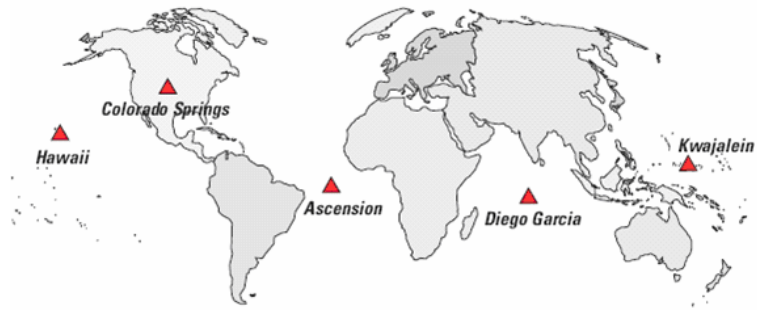 Colorado Springs
Hawaii
Kwajalein
Ascension
Diego Garcia